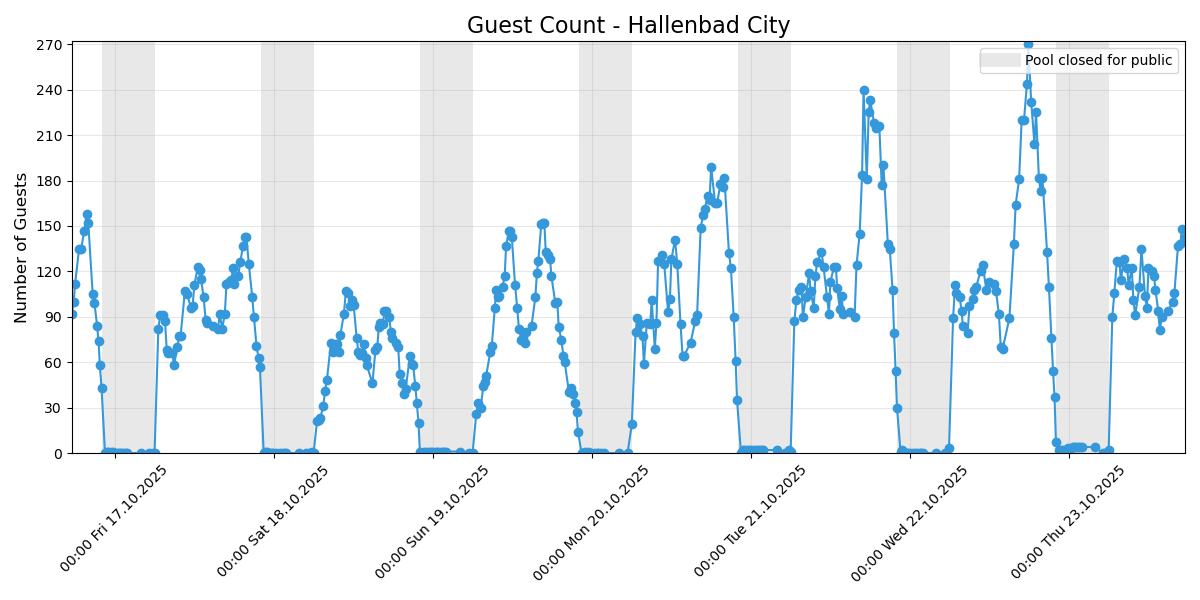 Guest Count - Hallenbad City
Pool closed for public
Number of Guests
270
240
210
180
150
120
90
60
30
0
00:00 Fri 17.10.2025
00:00 Sat 18.10.2025
00:00 Sun 19.10.2025
00:00 Mon 20.10.2025
00:00 Tue 21.10.2025
00:00 Wed 22.10.2025
00:00 Thu 23.10.2025